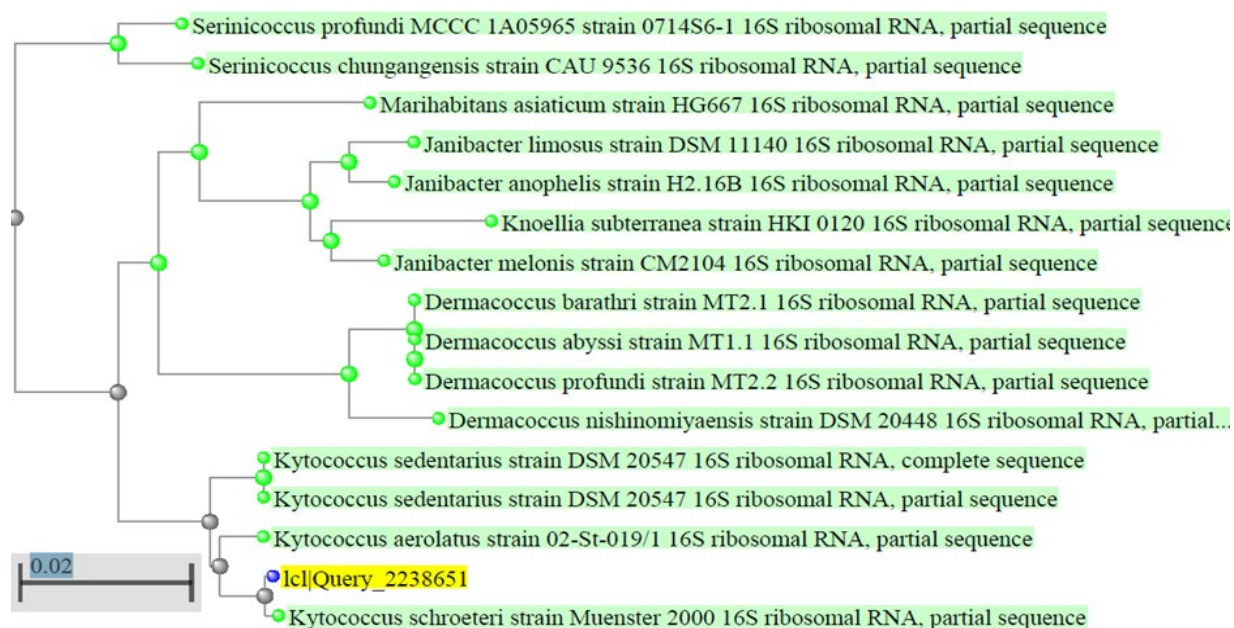 Serinicoccus profundi MCCC 1A05965 strain 0714S6-1 16S ribosomal RNA, partial sequence
Serinicoccus chungangensis strain CAU 9536 16S ribosomal RNA, partial sequence
Marihabitans asiaticum strain HG667 16S ribosomal RNA, partial sequence
Janibacter limosus strain DSM 11140 16S ribosomal RNA, partial sequence
Janibacter anophelis strain H2.16B 16S ribosomal RNA, partial sequence
Knoellia subterranea strain HKI 0120 16S ribosomal RNA, partial sequence
Janibacter melonis strain CM2104 16S ribosomal RNA, partial sequence
Dermacoccus barathri strain MT2.1 16S ribosomal RNA, partial sequence
Dermacoccus abyssi strain MT1.1 16S ribosomal RNA, partial sequence
Dermacoccus profundi strain MT2.2 16S ribosomal RNA, partial sequence
Dermacoccus nishinomiyaensis strain DSM 20448 16S ribosomal RNA, partial...
Kytococcus sedentarius strain DSM 20547 16S ribosomal RNA, complete sequence
Kytococcus sedentarius strain DSM 20547 16S ribosomal RNA, partial sequence
Kytococcus aerolatus strain 02-St-019/1 16S ribosomal RNA, partial sequence
0.02
lcl|Query_2238651
Kytococcus schroeteri strain Muenster 2000 16S ribosomal RNA, partial sequence